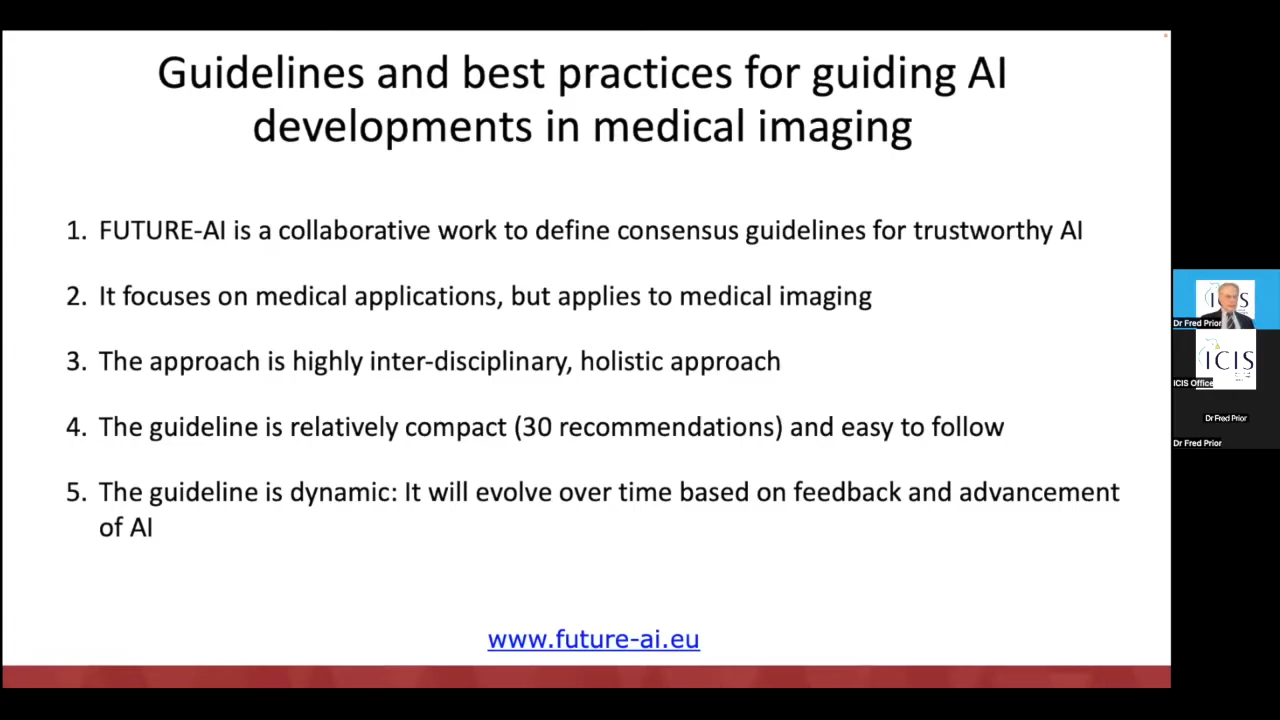 Guidelines and best practices for guiding AI
developments in medical imaging
1. FUTURE-AI is a collaborative work to define consensus guidelines for trustworthy AI
2. It focuses on medical applications, but applies to medical imaging
3. The approach is highly inter-disciplinary, holistic approach
4. The guideline is relatively compact (30 recommendations) and easy to follow
5. The guideline is dynamic: It will evolve over time based on feedback and advancement
of AI
www.future-ai.eu
Dr Fred Prior
ICIS
ICIS Office
Dr Fred Prior
Dr Fred Prior